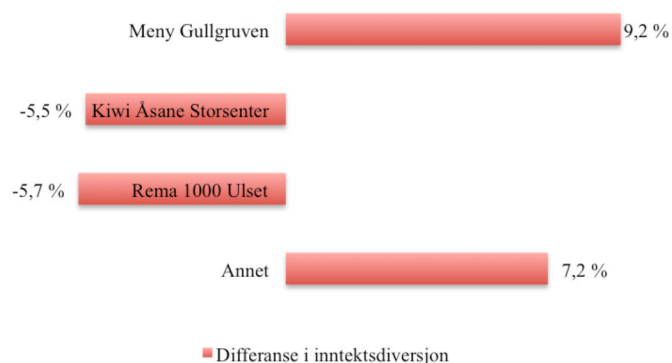 Meny Gullgruven 9,2 %
-5,5 % Kiwi Åsane Storsenter
-5,7 % Rema 1000 Ulset
Annet 7,2 %
Differanse i inntektsdiversjon